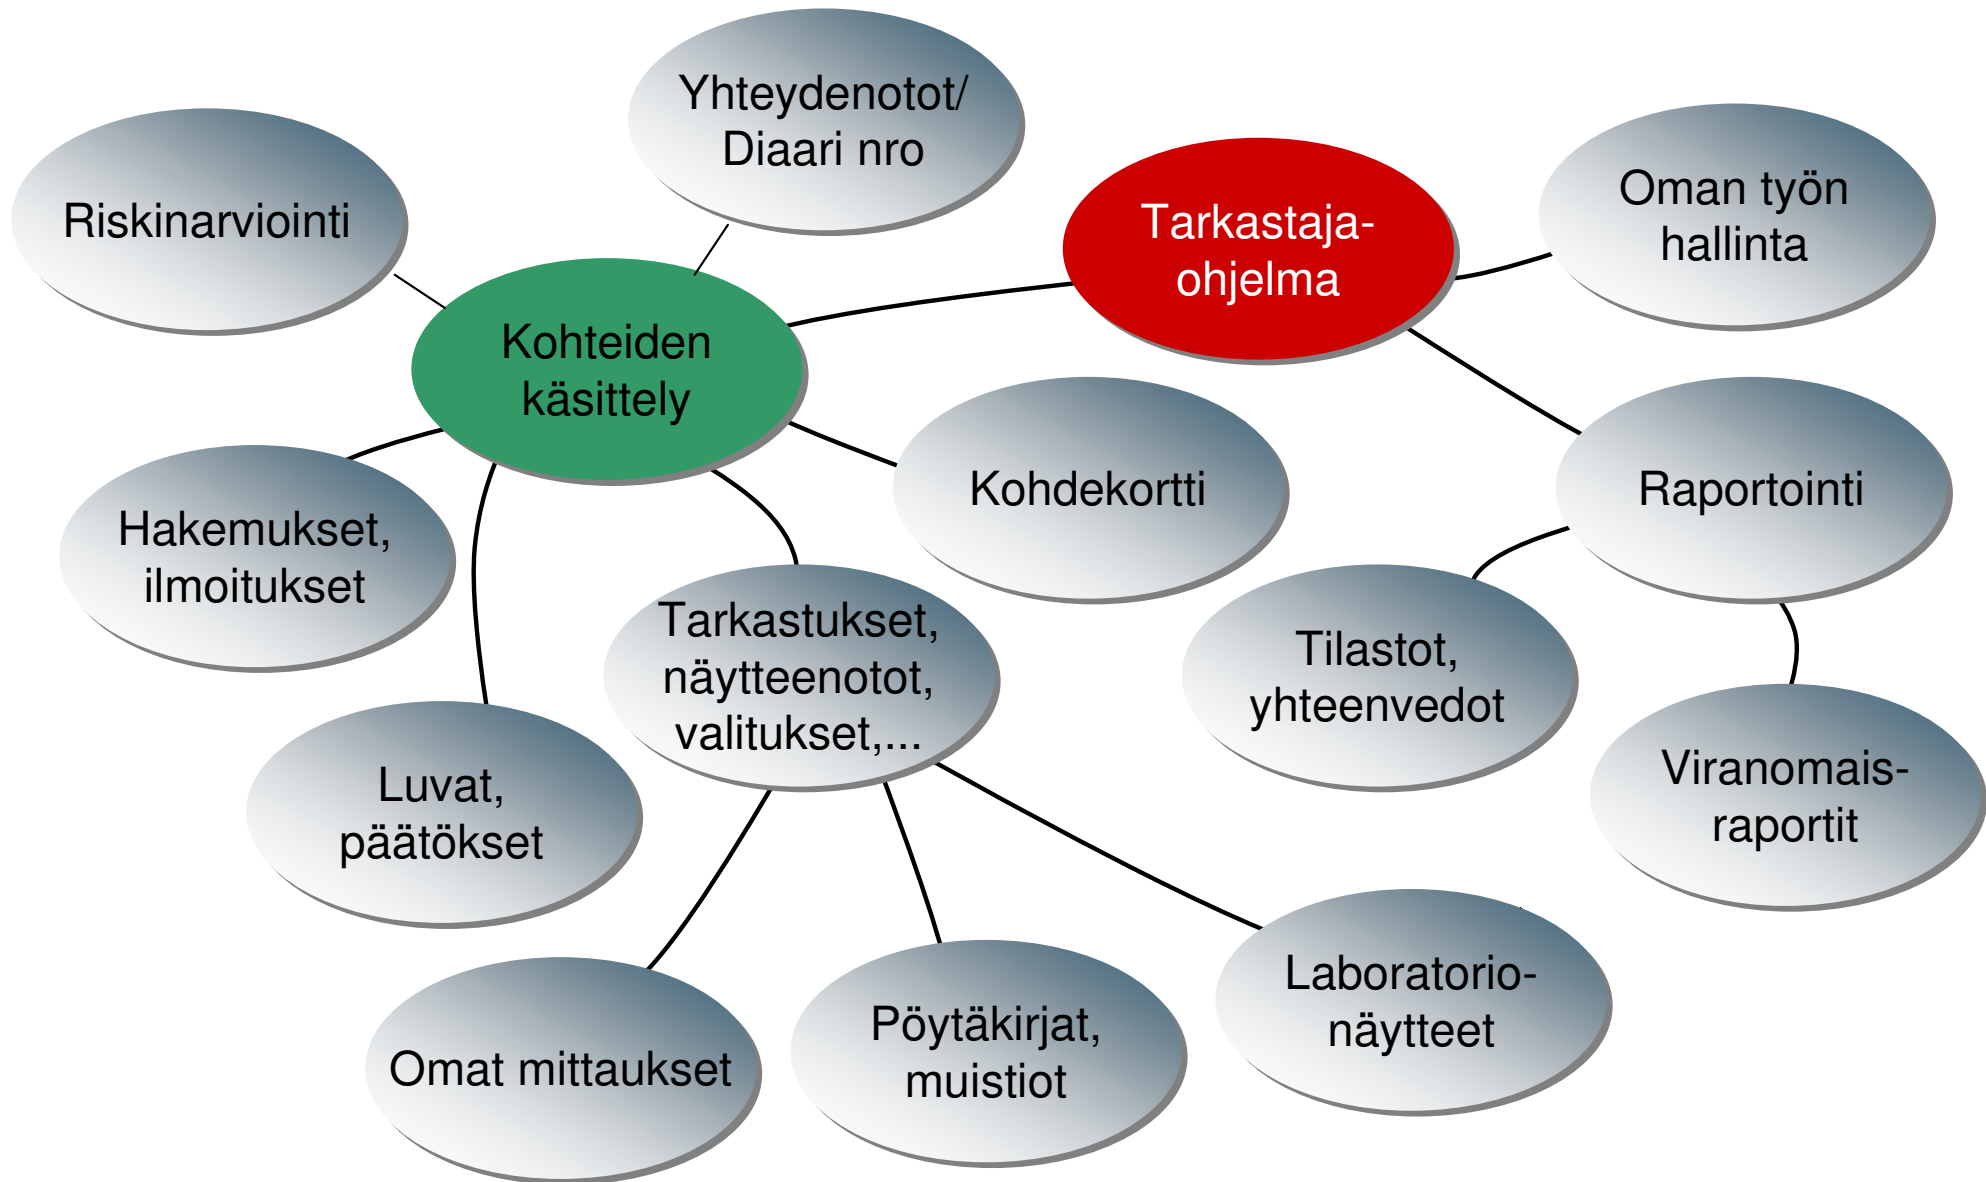 Yhteydenotot/
Diaari nro
Riskinarviointi
Tarkastaja-
ohjelma
Oman työn
hallinta
Kohteiden
käsittely
Kohdekortti
Raportointi
Hakemukset,
ilmoitukset
Tarkastukset,
näytteenotot,
valitukset,...
Tilastot,
yhteenvedot
Luvat,
päätökset
Viranomais-
raportit
Omat mittaukset
Pöytäkirjat,
muistiot
Laboratorio-
näytteet